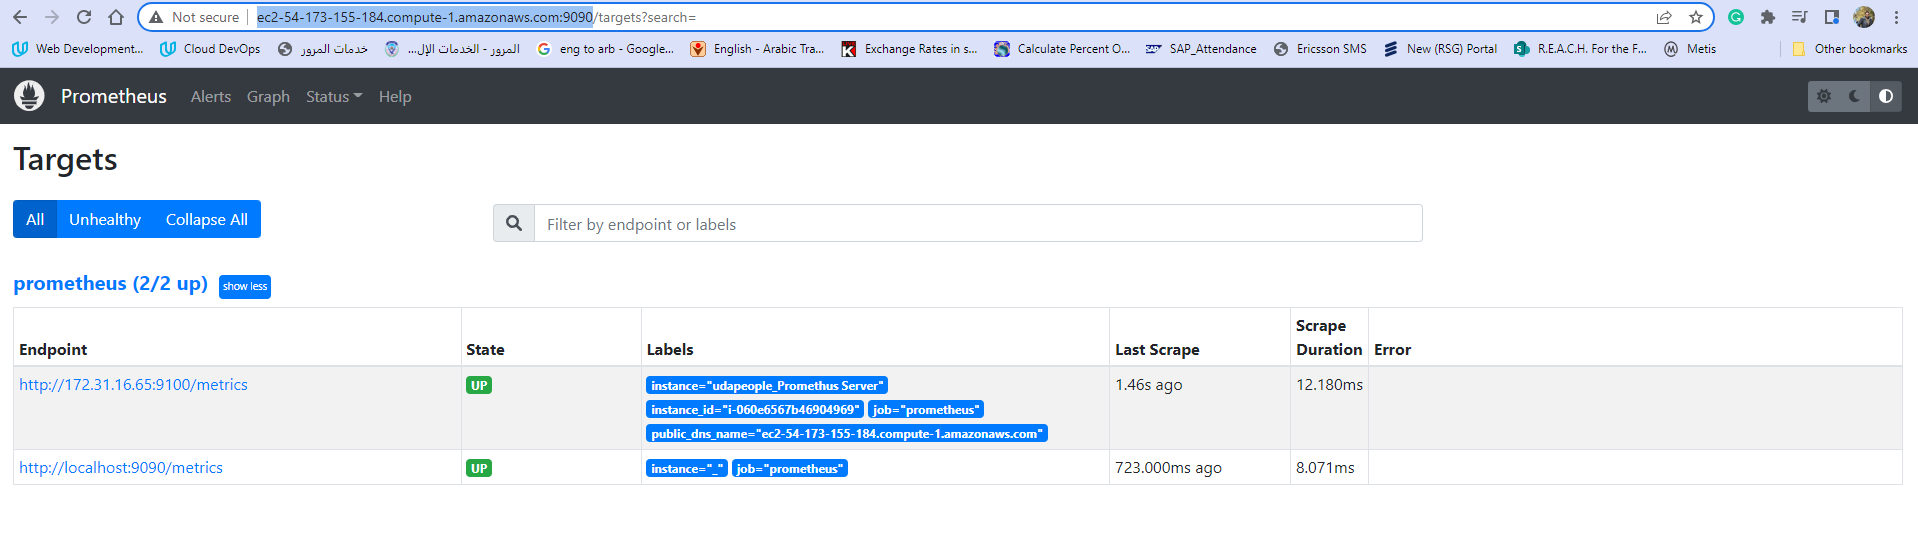 Not secure | ec2-54-173-155-184.compute-1.amazonaws.com:9090/targets?search=
Web Development... Cloud DevOps خدمات المرور المرور - الخدمات الإل... eng to arb - Google... English - Arabic Tra... Exchange Rates in s... Calculate Percent O... SAP_Attendance Ericsson SMS New (RSG) Portal R.E.A.C.H. For the F... Metis Other bookmarks
Prometheus Alerts Graph Status Help
Targets
All Unhealthy Collapse All Filter by endpoint or labels
prometheus (2/2 up) show less
Endpoint State Labels Last Scrape Scrape Duration Error
http://172.31.16.65:9100/metrics UP instance="udapeople_Promethus Server" 1.46s ago 12.180ms
instance_id="i-060e6567b46904969" job="prometheus"
public_dns_name="ec2-54-173-155-184.compute-1.amazonaws.com"
http://localhost:9090/metrics UP instance="_" job="prometheus" 723.000ms ago 8.071ms